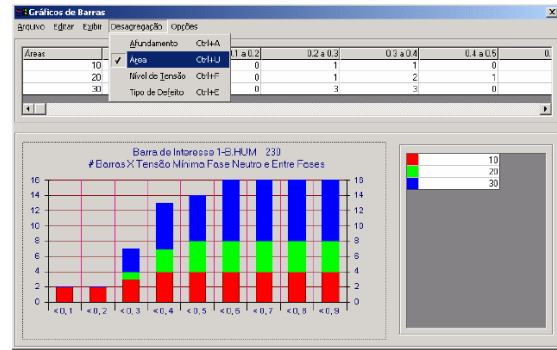 Gráficos de Barras
Arquivo Editar Exibir Desagregação Opções
Afundamento Ctrl+A
Área Ctrl+U
Nível de Tensão Ctrl+F
Tipo de Defeito Ctrl+E
Áreas 0.1 a 0.2 0.2 a 0.3 0.3 a 0.4 0.4 a 0.5 0.
10 0 1 1 0
20 0 1 2 1
30 0 3 3 0
Barra de Interesse 1-B.HUM 230
# Barras X Tensão Mínima Fase Neutro e Entre Fases
16 16
14 14
12 12
10 10
8 8
6 6
4 4
2 2
0 0
<0,1 <0,2 <0,3 <0,4 <0,5 <0,6 <0,7 <0,8 <0,9
10
20
30